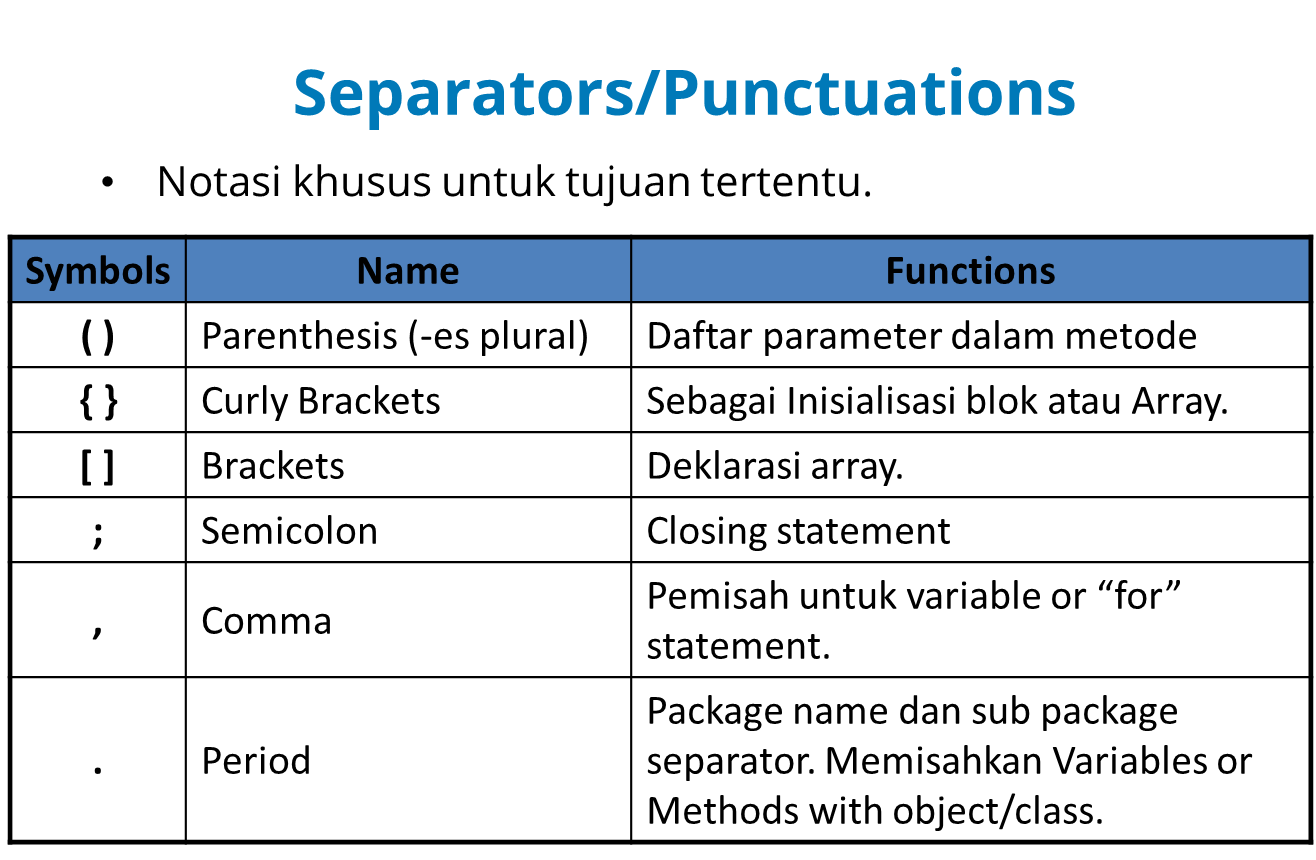 Separators/Punctuations
• Notasi khusus untuk tujuan tertentu.
Symbols Name Functions
( ) Parenthesis (-es plural) Daftar parameter dalam metode
{ } Curly Brackets Sebagai Inisialisasi blok atau Array.
[ ] Brackets Deklarasi array.
; Semicolon Closing statement
, Comma Pemisah untuk variable or “for”
statement.
. Period Package name dan sub package
separator. Memisahkan Variables or
Methods with object/class.